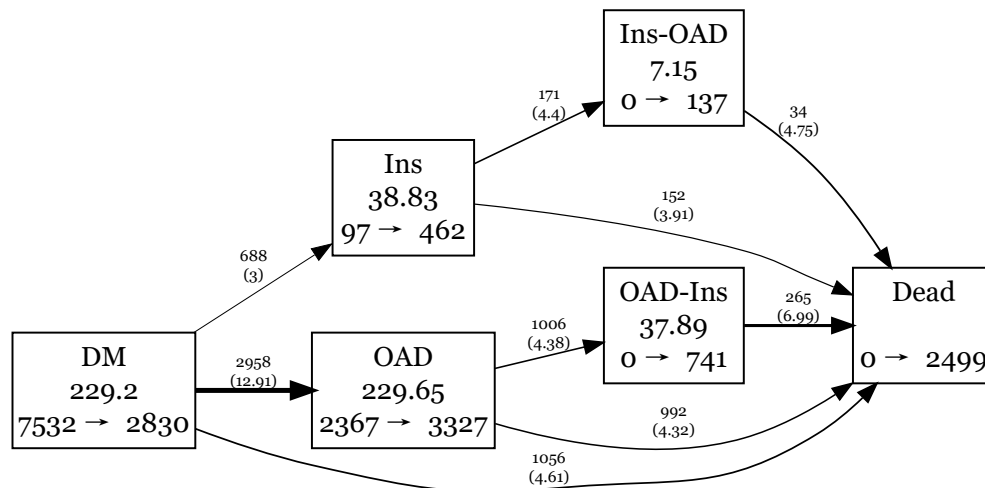 Ins-OAD
7.15
0 → 137
171
(4.4)
34
(4.75)
Ins
38.83
97 → 462
152
(3.91)
688
(3)
OAD-Ins
37.89
0 → 741
265
(6.99)
Dead
0 → 2499
1006
(4.38)
DM
229.2
7532 → 2830
2958
(12.91)
OAD
229.65
2367 → 3327
992
(4.32)
1056
(4.61)